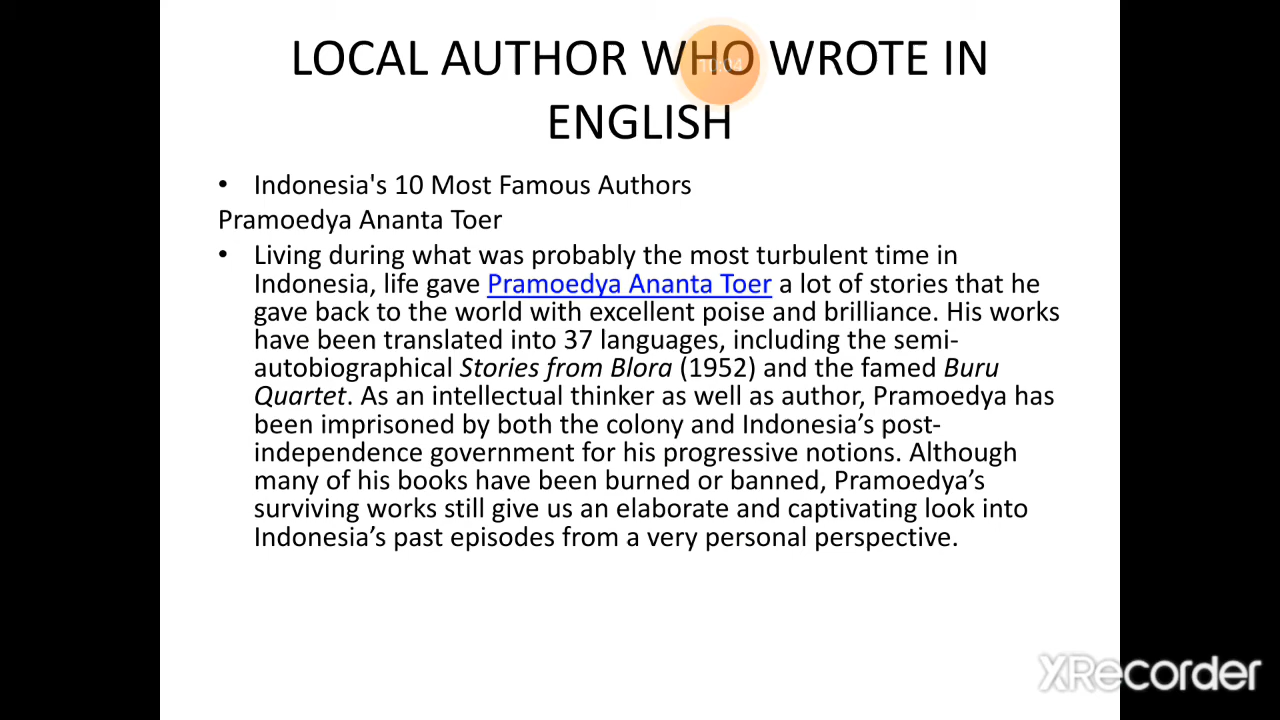 LOCAL AUTHOR WHO WROTE IN
ENGLISH
• Indonesia's 10 Most Famous Authors
Pramoedya Ananta Toer
• Living during what was probably the most turbulent time in
Indonesia, life gave Pramoedya Ananta Toer a lot of stories that he
gave back to the world with excellent poise and brilliance. His works
have been translated into 37 languages, including the semi-
autobiographical Stories from Blora (1952) and the famed Buru
Quartet. As an intellectual thinker as well as author, Pramoedya has
been imprisoned by both the colony and Indonesia’s post-
independence government for his progressive notions. Although
many of his books have been burned or banned, Pramoedya’s
surviving works still give us an elaborate and captivating look into
Indonesia’s past episodes from a very personal perspective.
XRecorder